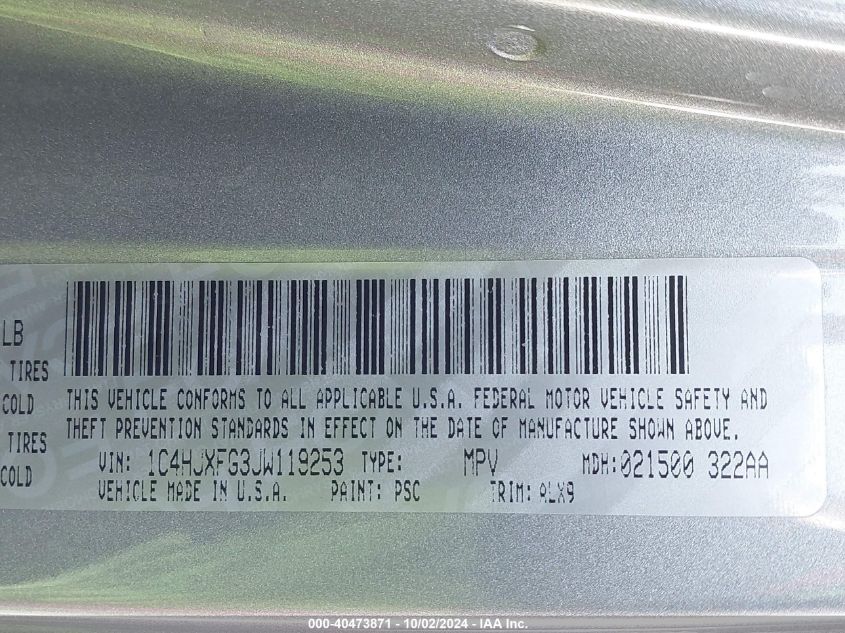 LB
TIRES
COLD
TIRES
COLD
THIS VEHICLE CONFORMS TO ALL APPLICABLE U.S.A. FEDERAL MOTOR VEHICLE SAFETY AND
THEFT PREVENTION STANDARDS IN EFFECT ON THE DATE OF MANUFACTURE SHOWN ABOVE.
VIN: 1C4HJXFG3JW119253 TYPE: MPV MDH:021500 322AA
VEHICLE MADE IN U.S.A. PAINT: PSC TRIM: ALX9
000-40473871 - 10/02/2024 - IAA Inc.